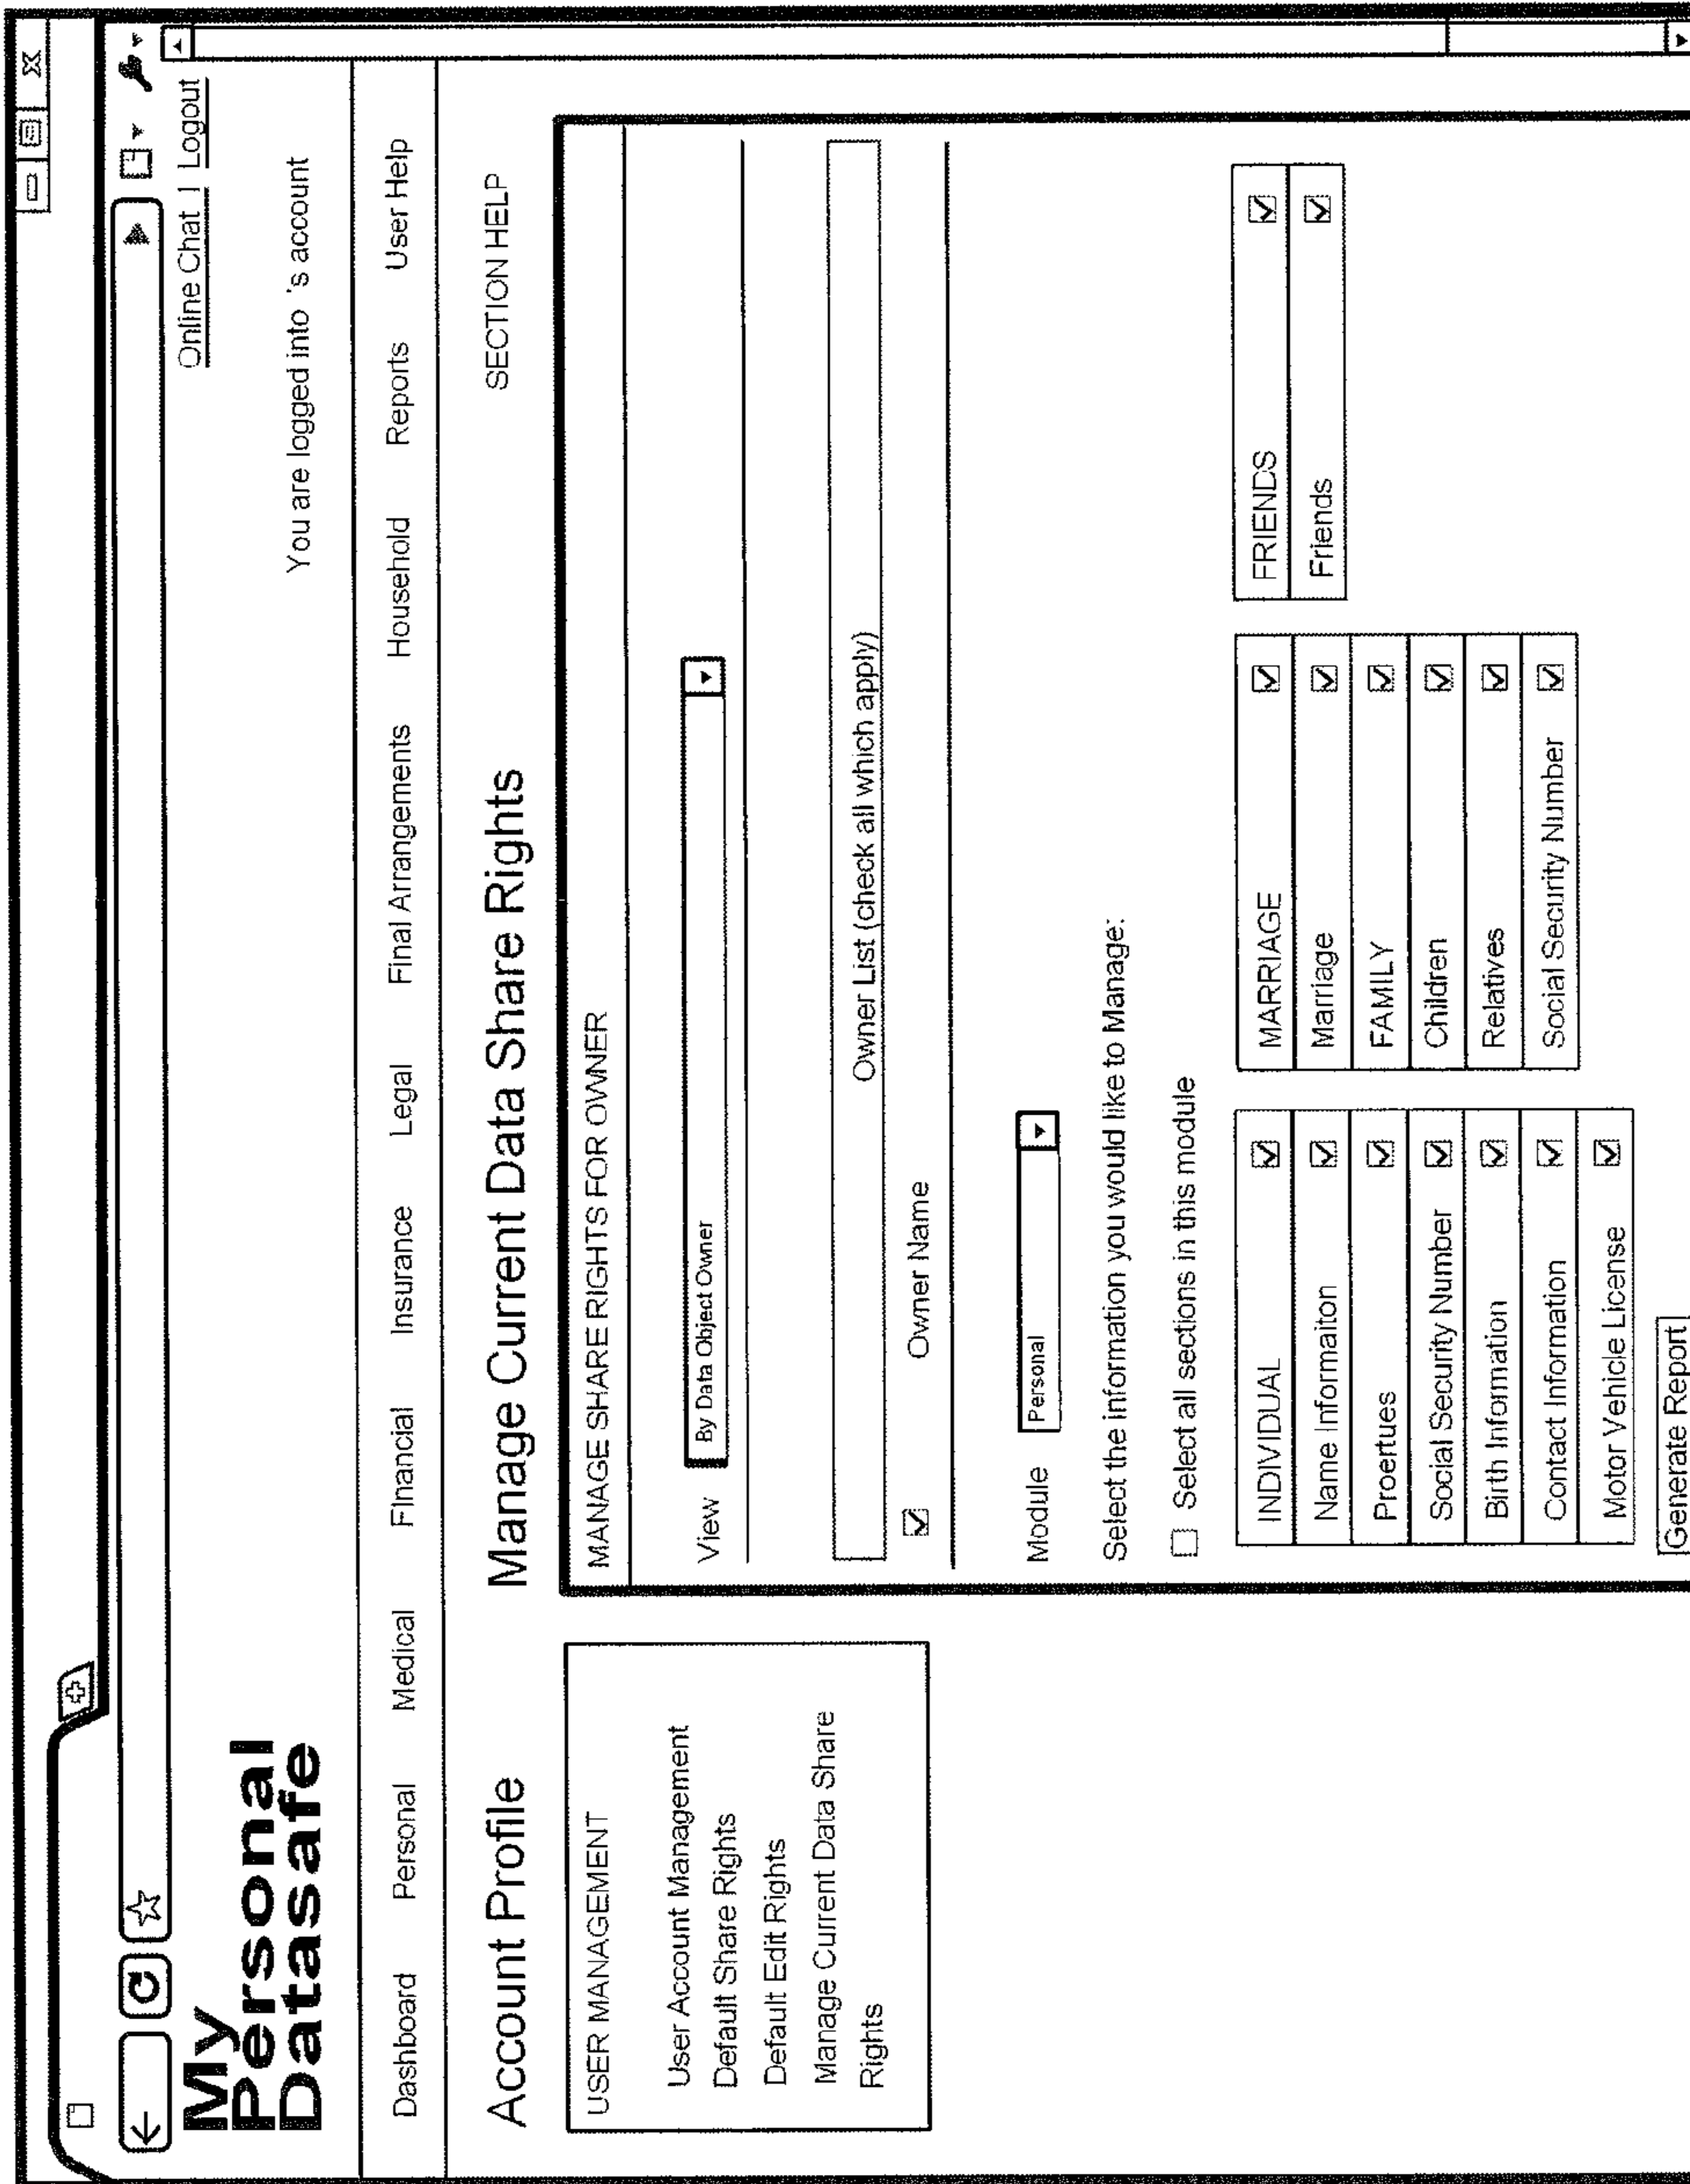 Online Chat | Logout
My
Personal
Datasafe
You are logged into 's account
Dashboard Personal Medical FInancial Insurance Legal Final Arrangements Household Reports User Help
Account Profile
USER MANAGEMENT
User Account Management
Default Share Rights
Default Edit Rights
Manage Current Data Share
Rights
Manage Current Data Share Rights
SECTION HELP
MANAGE SHARE RIGHTS FOR OWNER
View By Data Object Owner
Owner List (check all which apply)
Owner Name
Module Personal
Select the information you would like to Manage:
Select all sections in this module
INDIVIDUAL
Name Informaiton
Proertues
Social Security Number
Birth Information
Contact Information
Motor Vehicle License
MARRIAGE
Marriage
FAMILY
Children
Relatives
Social Security Number
FRIENDS
Friends
Generate Report